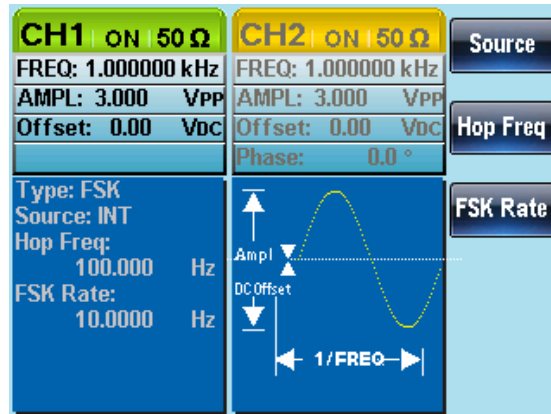 CH1 ON 50 Ω
FREQ: 1.000000 kHz
AMPL: 3.000 VPP
Offset: 0.00 VDC
CH2 ON 50 Ω
FREQ: 1.000000 kHz
AMPL: 3.000 VPP
Offset: 0.00 VDC
Phase: 0.0 °
Type: FSK
Source: INT
Hop Freq:
100.000 Hz
FSK Rate:
10.0000 Hz
Ampl
DC Offset
1/FREQ
Source
Hop Freq
FSK Rate